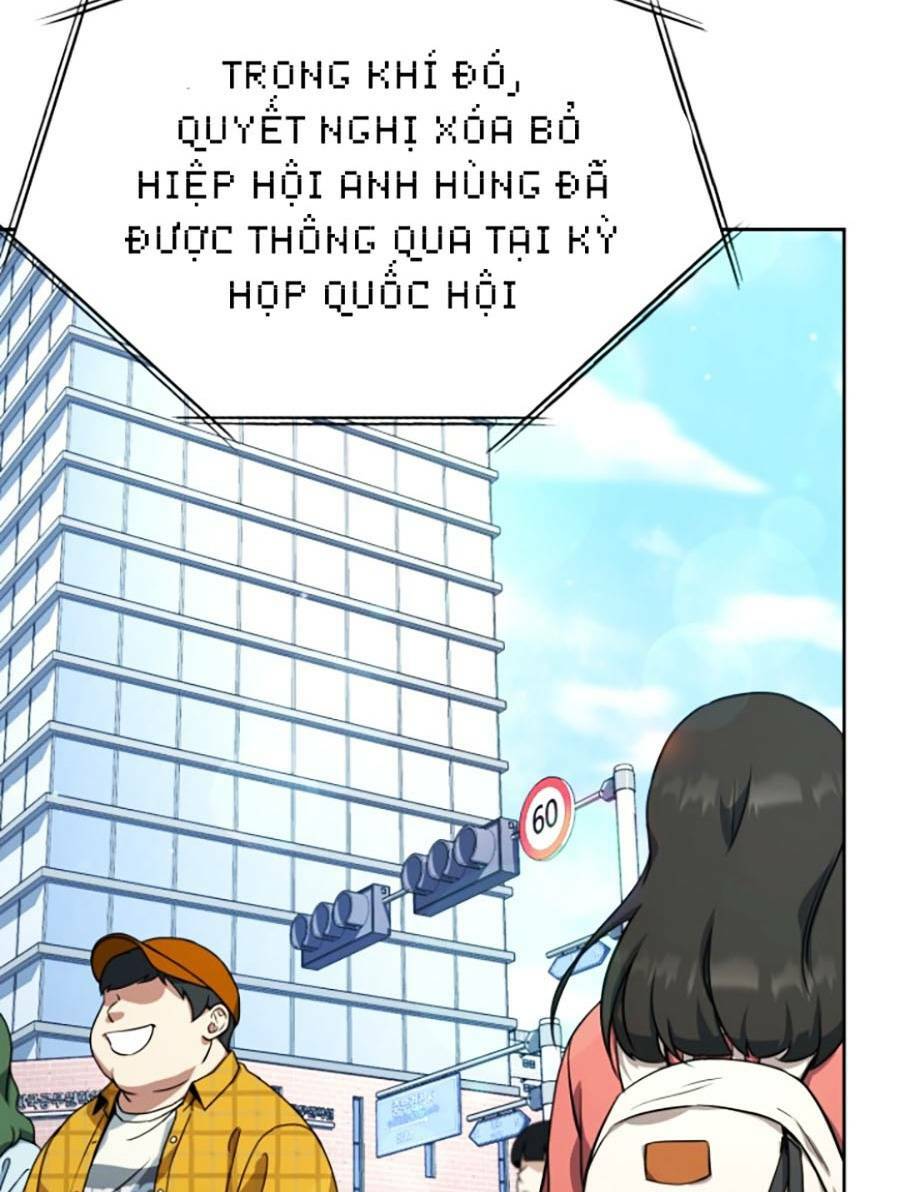 TRONG KHÍ ĐÓ,
QUYẾT NGHỊ XÓA BỎ
HIỆP HỘI ANH HÙNG ĐÃ
ĐƯỢC THÔNG QUA TẠI KỲ
HỌP QUỐC HỘI
60